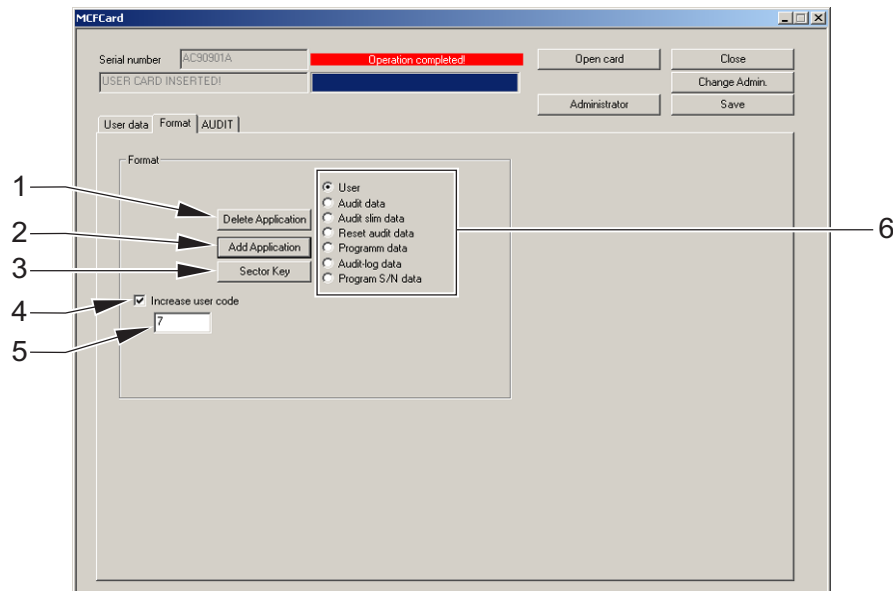 MCFCard
Serial number AC90901A Operation completed! Open card Close
USER CARD INSERTED! Change Admin.
Administrator Save
User data Format AUDIT
Format
1
2
3
4
5
6
Delete Application
Add Application
Sector Key
User
Audit data
Audit slim data
Reset audit data
Programm data
Audit-log data
Program S/N data
Increase user code
7